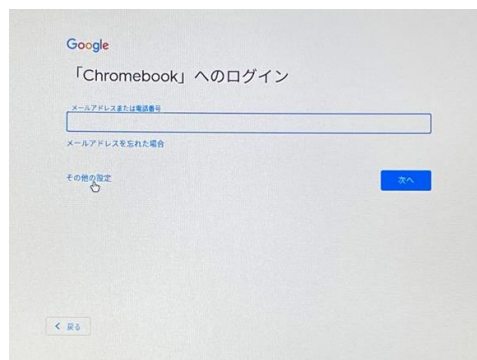 Google
「Chromebook」へのログイン
メールアドレスまたは電話番号
メールアドレスを忘れた場合
その他の設定
次へ
< 戻る